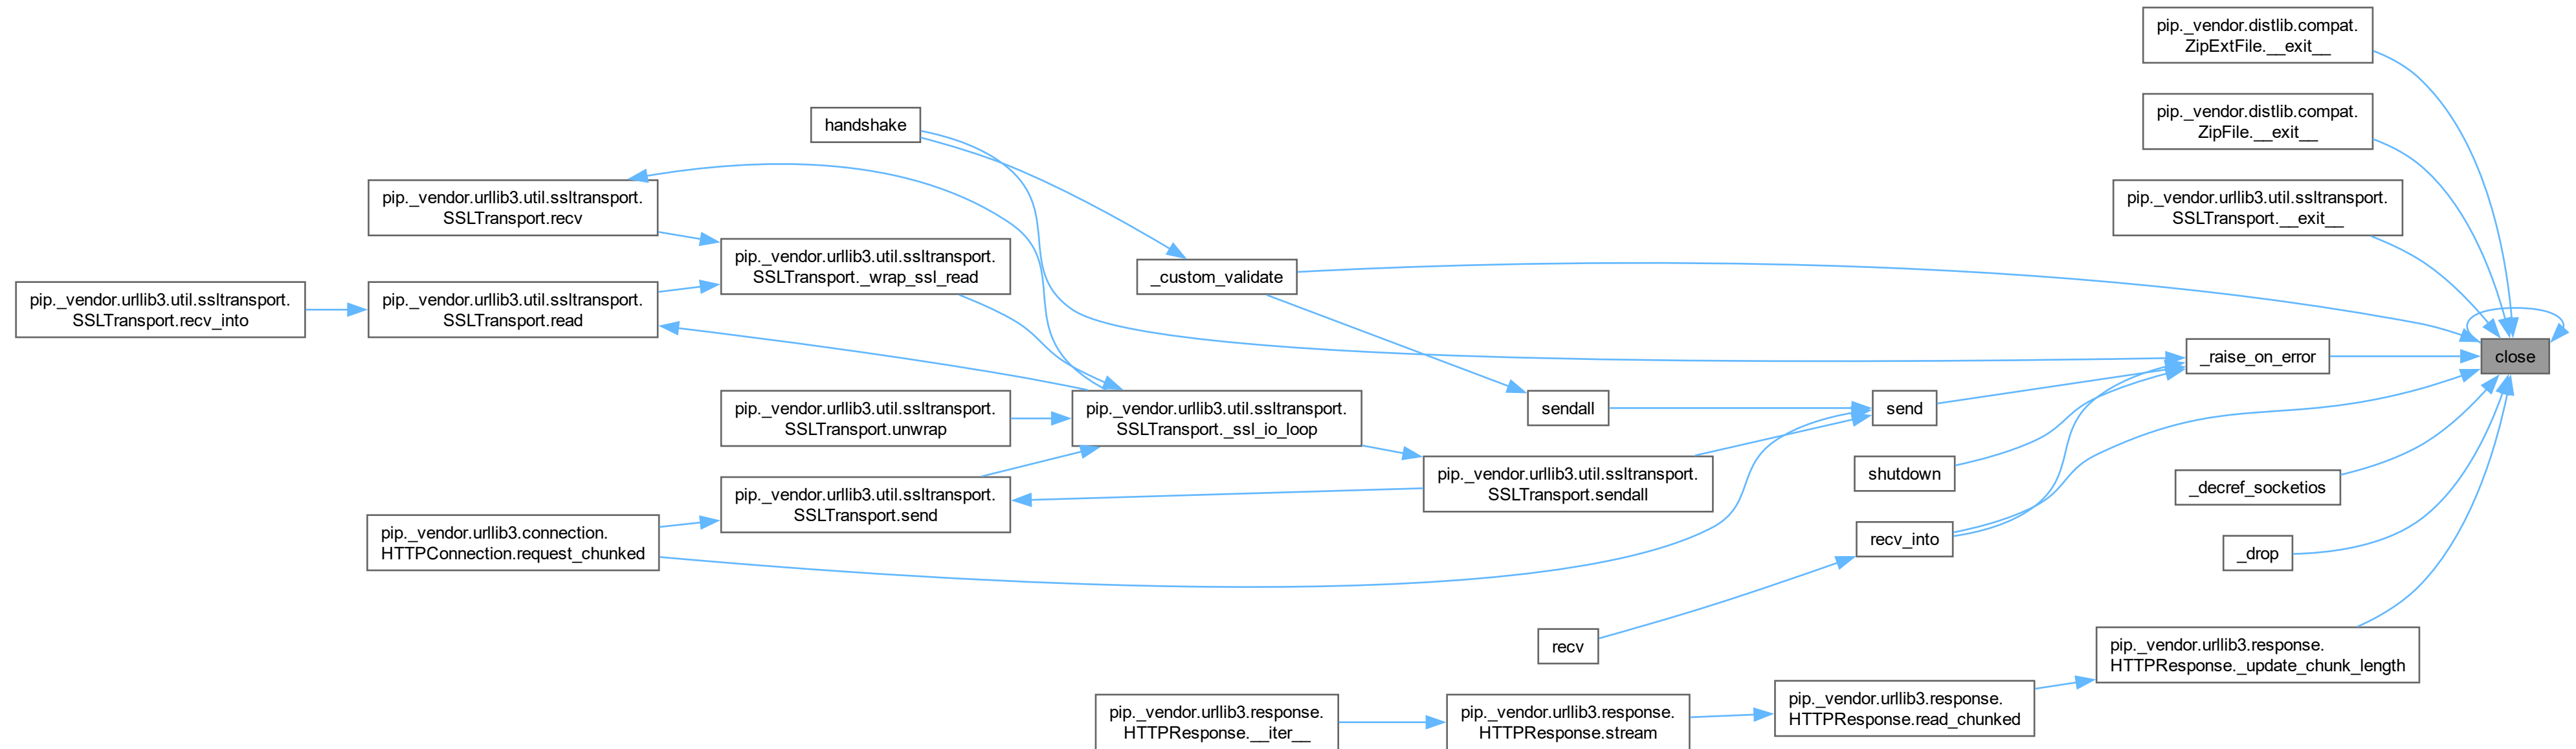 pip._vendor.distlib.compat.
ZipExtFile.__exit__
pip._vendor.distlib.compat.
ZipFile.__exit__
handshake
pip._vendor.urllib3.util.ssltransport.
SSLTransport.recv
pip._vendor.urllib3.util.ssltransport.
SSLTransport.__exit__
pip._vendor.urllib3.util.ssltransport.
SSLTransport._wrap_ssl_read
_custom_validate
pip._vendor.urllib3.util.ssltransport.
SSLTransport.recv_into
pip._vendor.urllib3.util.ssltransport.
SSLTransport.read
_raise_on_error
close
pip._vendor.urllib3.util.ssltransport.
SSLTransport.unwrap
pip._vendor.urllib3.util.ssltransport.
SSLTransport._ssl_io_loop
sendall
send
pip._vendor.urllib3.util.ssltransport.
SSLTransport.sendall
shutdown
_decref_socketios
pip._vendor.urllib3.util.ssltransport.
SSLTransport.send
pip._vendor.urllib3.connection.
HTTPConnection.request_chunked
recv_into
_drop
recv
pip._vendor.urllib3.response.
HTTPResponse._update_chunk_length
pip._vendor.urllib3.response.
HTTPResponse.__iter__
pip._vendor.urllib3.response.
HTTPResponse.stream
pip._vendor.urllib3.response.
HTTPResponse.read_chunked